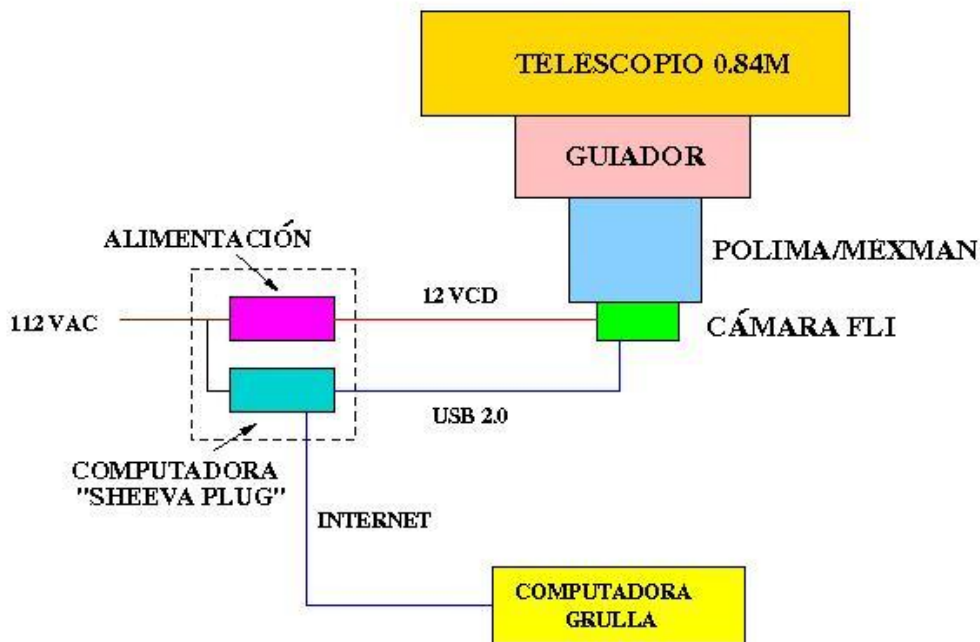 TELESCOPIO 0.84M
GUIADOR
ALIMENTACIÓN
POLIMA/MEXMAN
12 VCD
112 VAC
CÁMARA FLI
USB 2.0
COMPUTADORA
"SHEEVA PLUG"
INTERNET
COMPUTADORA
GRULLA